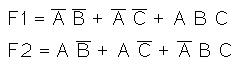 F1 = A̅ B̅ + A̅ C̅ + A B C
F2 = A B̅ + A C̅ + A̅ B C